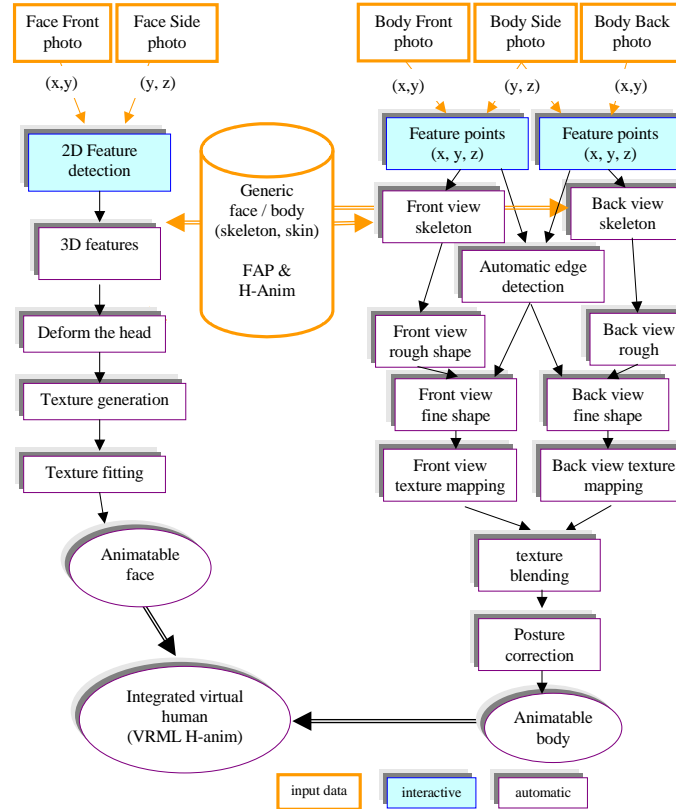 Face Front
photo
Face Side
photo
Body Front
photo
Body Side
photo
Body Back
photo
(x,y)
(y, z)
(x,y)
(y, z)
(x,y)
2D Feature
detection
Feature points
(x, y, z)
Feature points
(x, y, z)
Generic
face / body
(skeleton, skin)
FAP &
H-Anim
3D features
Front view
skeleton
Back view
skeleton
Automatic edge
detection
Deform the head
Front view
rough shape
Back view
rough
Texture generation
Front view
fine shape
Back view
fine shape
Texture fitting
Front view
texture mapping
Back view texture
mapping
Animatable
face
texture
blending
Posture
correction
Integrated virtual
human
(VRML H-anim)
Animatable
body
input data
interactive
automatic